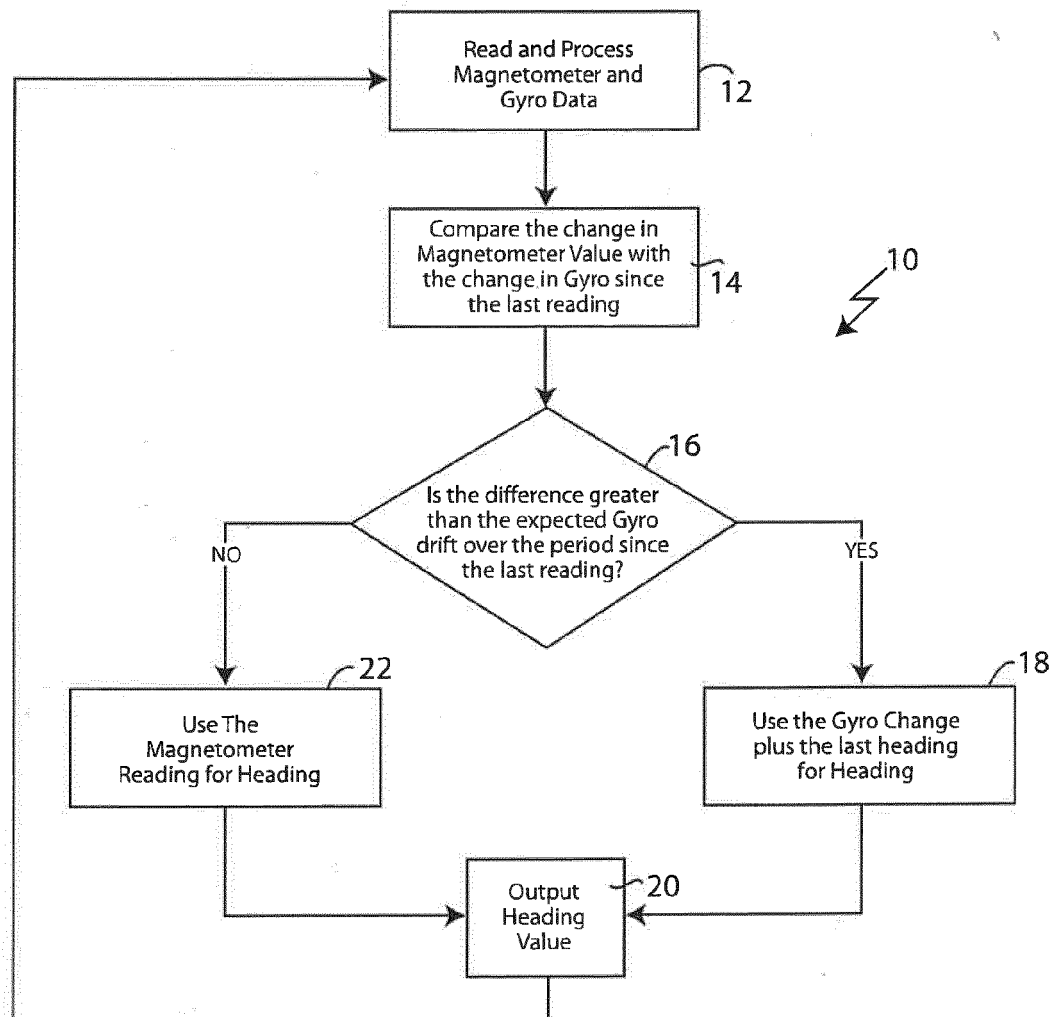 Read and Process
Magnetometer and
Gyro Data
12
Compare the change in
Magnetometer Value with
the change in Gyro since
the last reading
14
10
16
Is the difference greater
than the expected Gyro
drift over the period since
the last reading?
NO
YES
22
Use The
Magnetometer
Reading for Heading
18
Use the Gyro Change
plus the last heading
for Heading
Output
Heading
Value
20